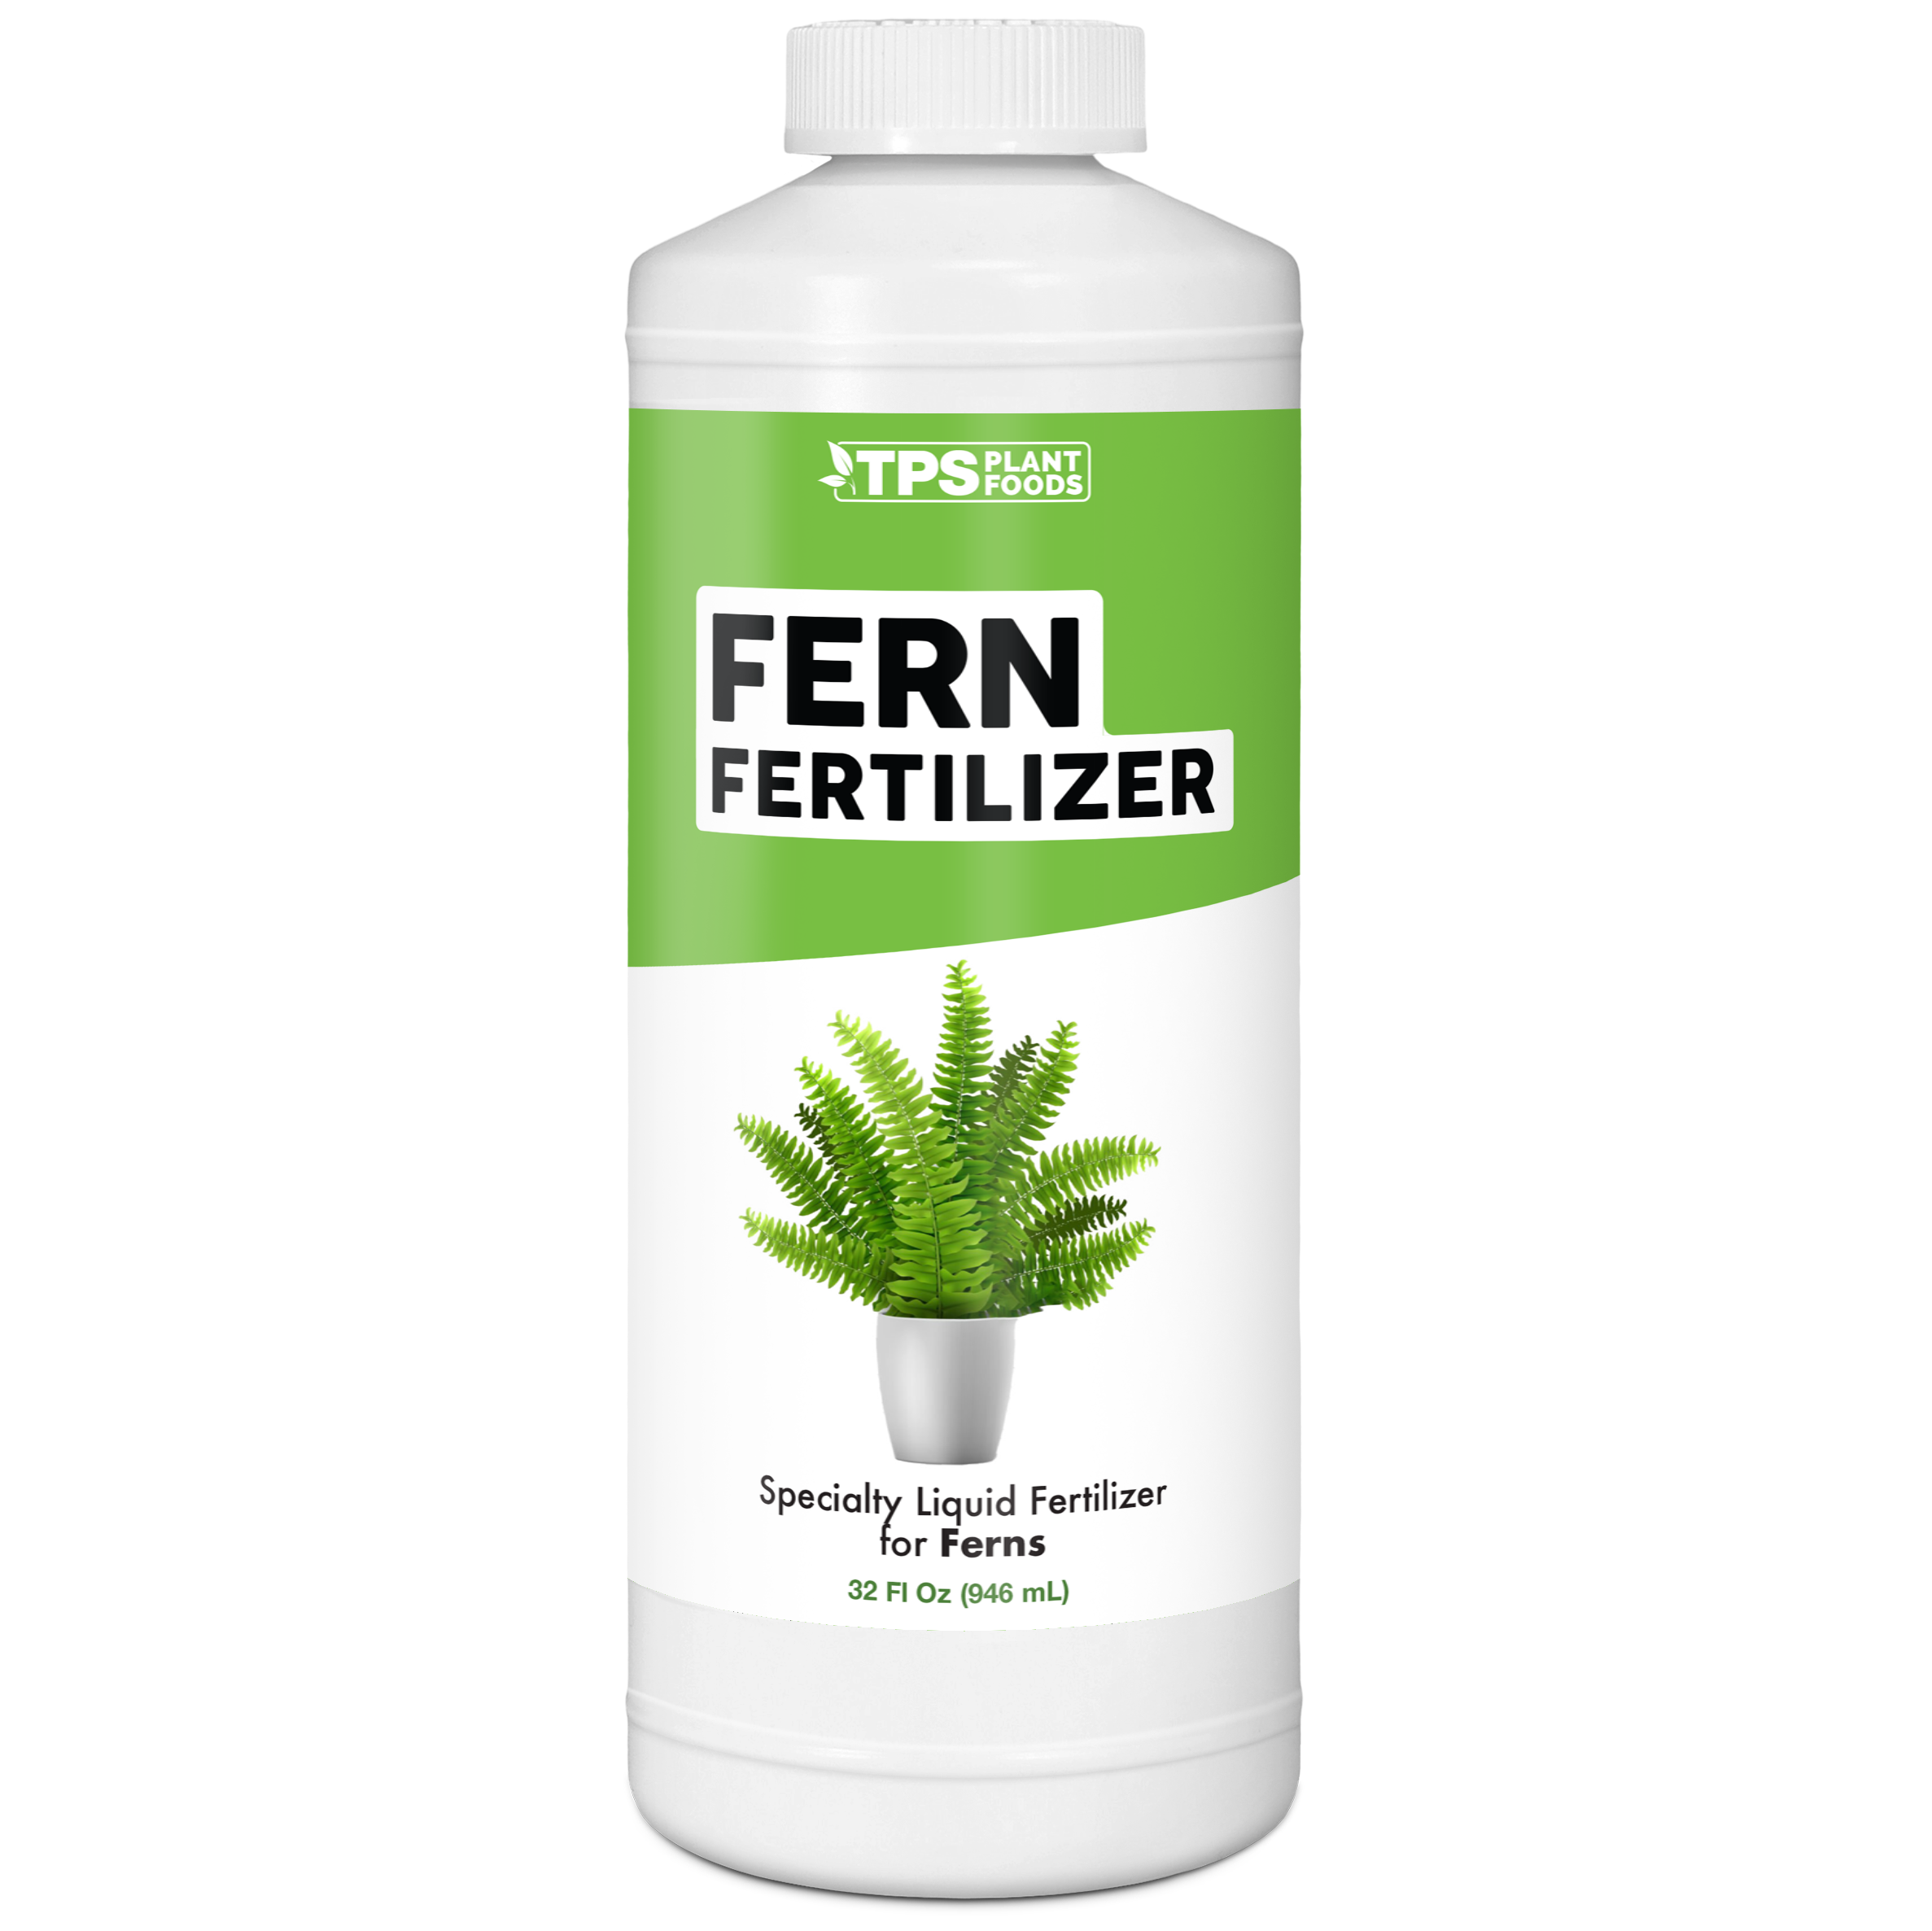 TPS PLANT FOODS
FERN
FERTILIZER
Specialty Liquid Fertilizer
for Ferns
32 Fl Oz (946 mL)